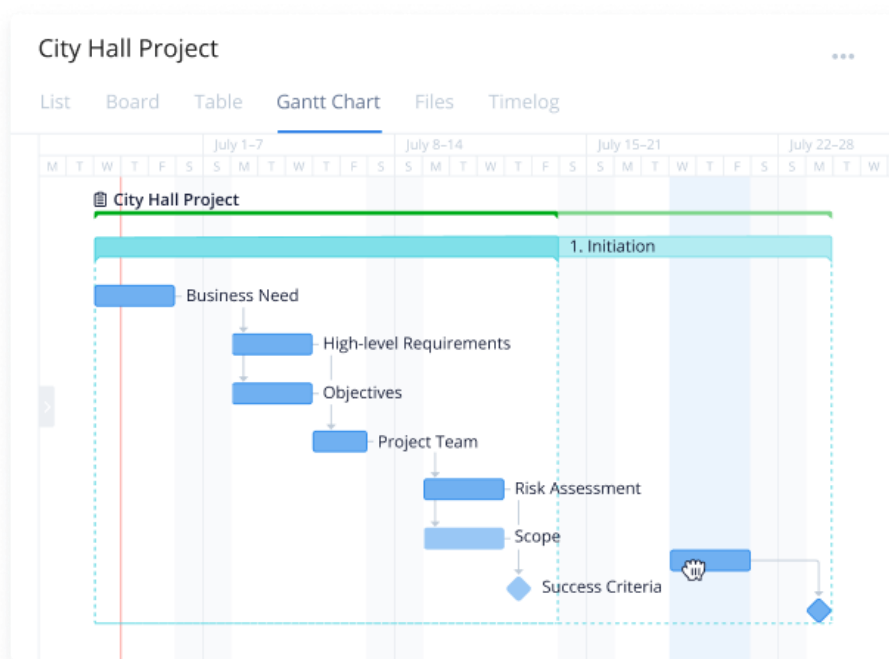 City Hall Project
List Board Table Gantt Chart Files Timelog
July 1–7 July 8–14 July 15–21 July 22–28
M T W T F S S M T W T F S S M T W T F S S M T W T F S S M T W
City Hall Project
1. Initiation
Business Need
High-level Requirements
Objectives
Project Team
Risk Assessment
Scope
Success Criteria